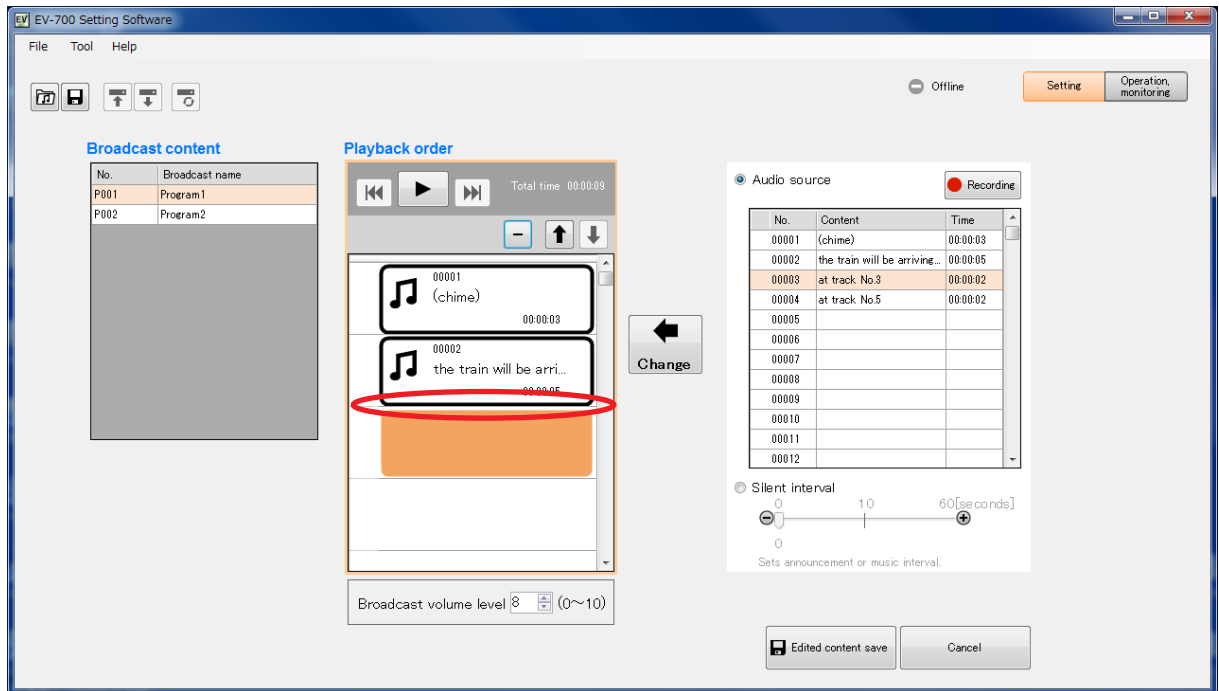 EV-700 Setting Software
File Tool Help
Offline
Setting
Operation,
monitoring
Broadcast content
No. Broadcast name
P001 Program1
P002 Program2
Playback order
Total time 00:00:09
00001
(chime)
00:00:03
00002
the train will be arri...
Change
Audio source
Recording
No. Content Time
00001 (chime) 00:00:03
00002 the train will be arriving... 00:00:05
00003 at track No.3 00:00:02
00004 at track No.5 00:00:02
00005
00006
00007
00008
00009
00010
00011
00012
Silent interval
0 10 60[seconds]
0
Sets announcement or music interval.
Broadcast volume level 8 (0～10)
Edited content save
Cancel